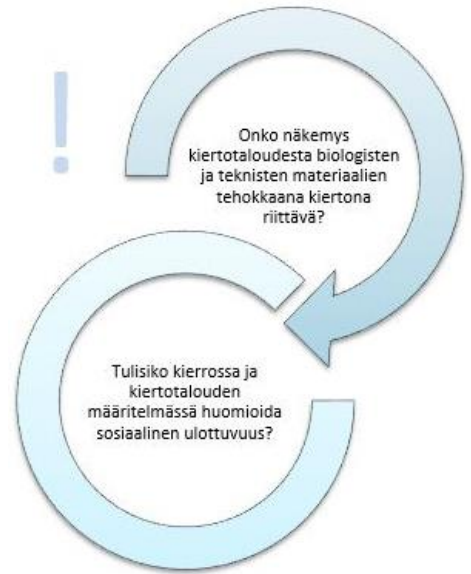 !
Onko näkemys
kiertotaloudesta biologisten
ja teknisten materiaalien
tehokkaana kiertona
riittävä?
Tulisiko kierrossa ja
kiertotalouden
määritelmässä huomioida
sosiaalinen ulottuvuus?